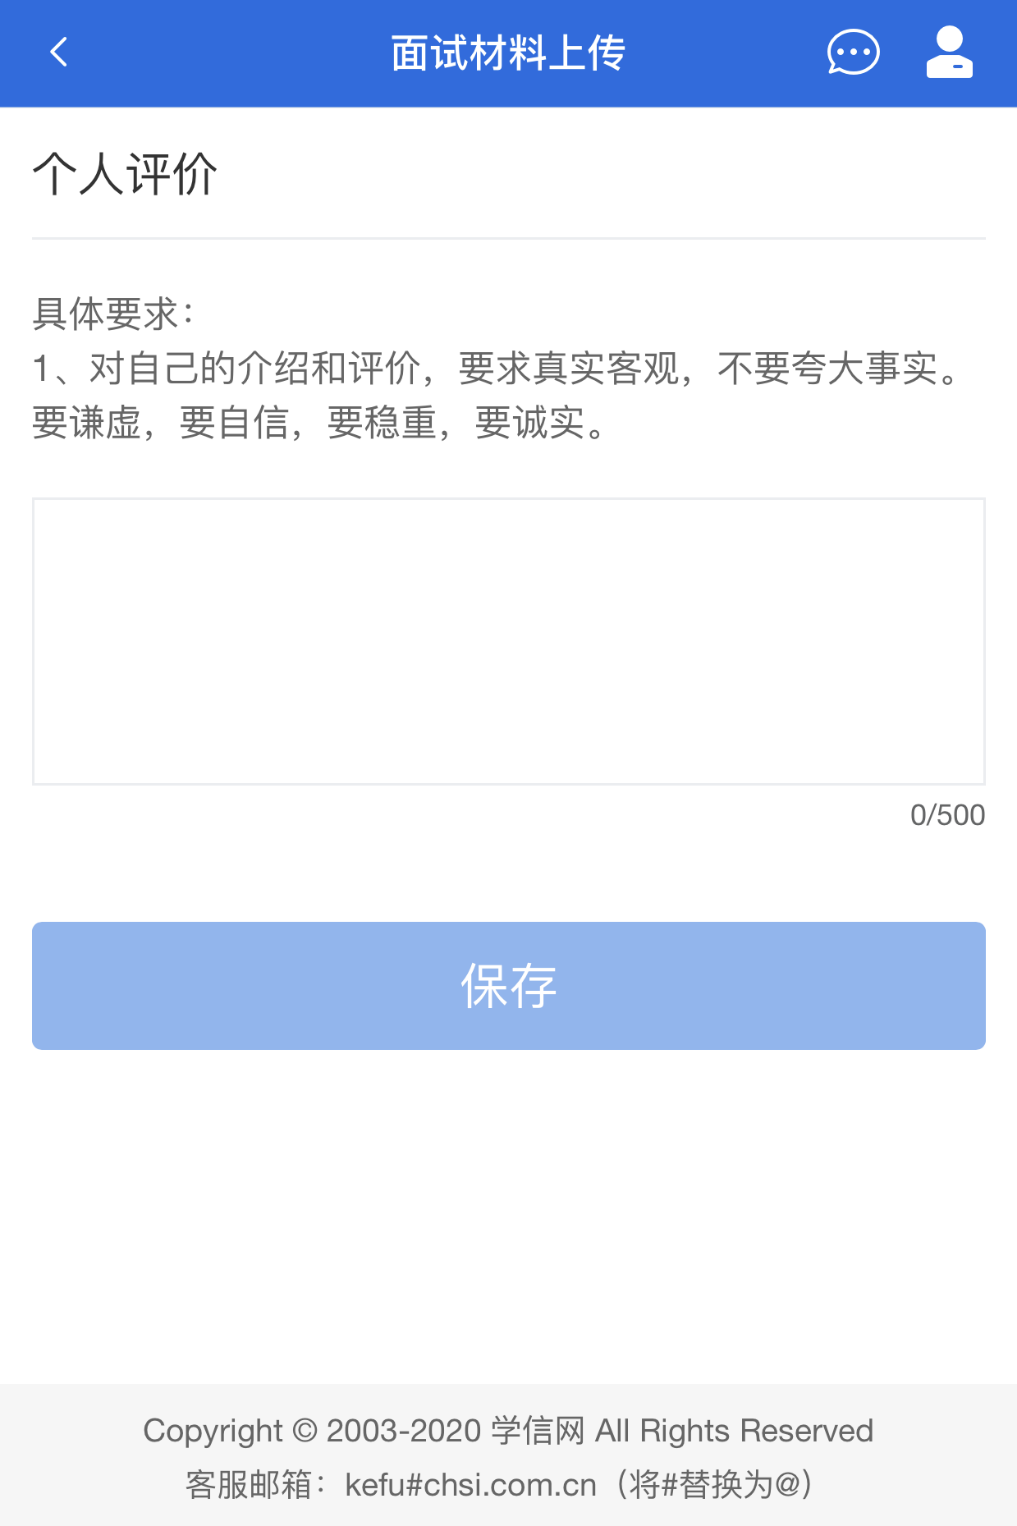 面试材料上传
个人评价
具体要求：
1、对自己的介绍和评价，要求真实客观，不要夸大事实。
要谦虚，要自信，要稳重，要诚实。
0/500
保存
Copyright © 2003-2020 学信网 All Rights Reserved
客服邮箱：kefu#chsi.com.cn（将#替换为@）